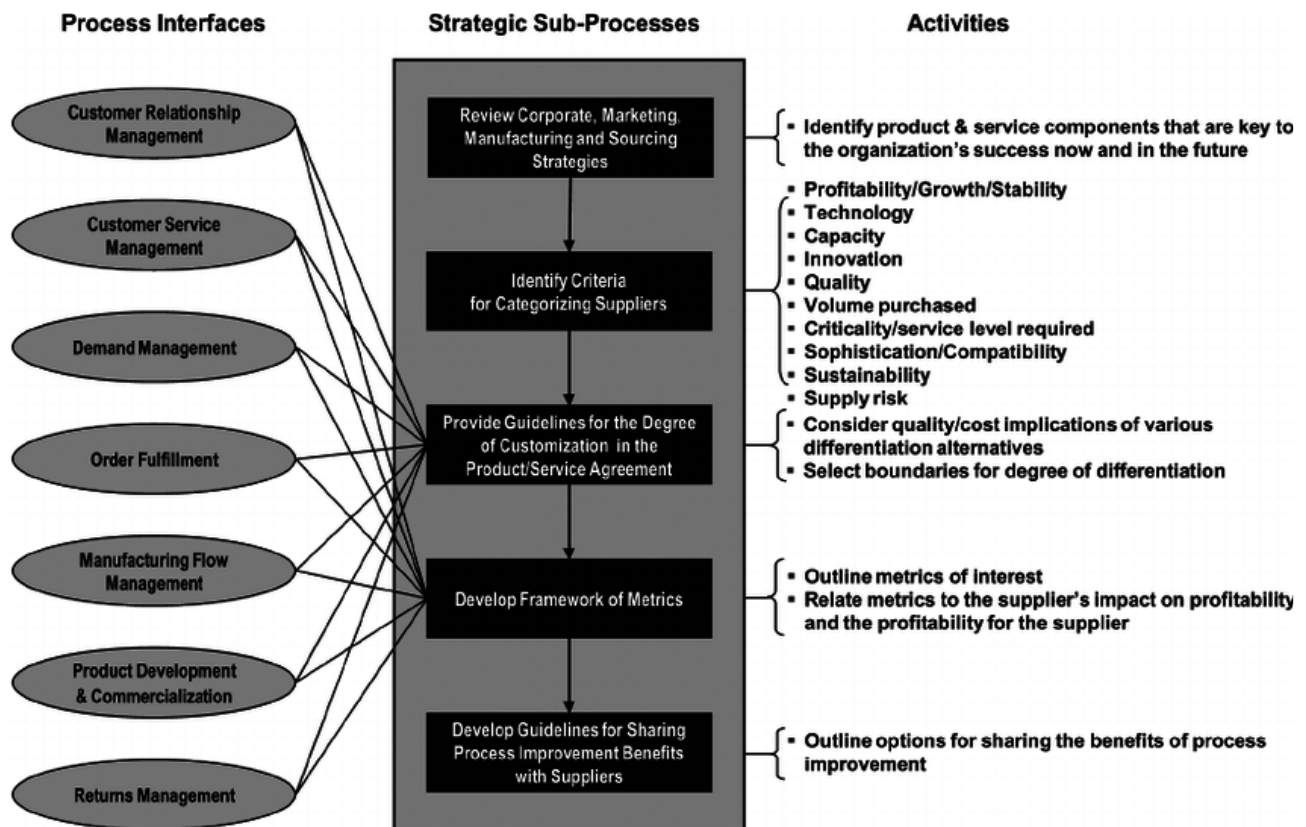 Process Interfaces
Strategic Sub-Processes
Activities
Customer Relationship
Management
Customer Service
Management
Demand Management
Order Fulfillment
Manufacturing Flow
Management
Product Development
& Commercialization
Returns Management
Review Corporate, Marketing,
Manufacturing and Sourcing
Strategies
Identify Criteria
for Categorizing Suppliers
Provide Guidelines for the Degree
of Customization in the
Product/Service Agreement
Develop Framework of Metrics
Develop Guidelines for Sharing
Process Improvement Benefits
with Suppliers
▪ Identify product & service components that are key to
the organization's success now and in the future
▪ Profitability/Growth/Stability
▪ Technology
▪ Capacity
▪ Innovation
▪ Quality
▪ Volume purchased
▪ Criticality/service level required
▪ Sophistication/Compatibility
▪ Sustainability
▪ Supply risk
▪ Consider quality/cost implications of various
differentiation alternatives
▪ Select boundaries for degree of differentiation
▪ Outline metrics of interest
▪ Relate metrics to the supplier's impact on profitability
and the profitability for the supplier
▪ Outline options for sharing the benefits of process
improvement